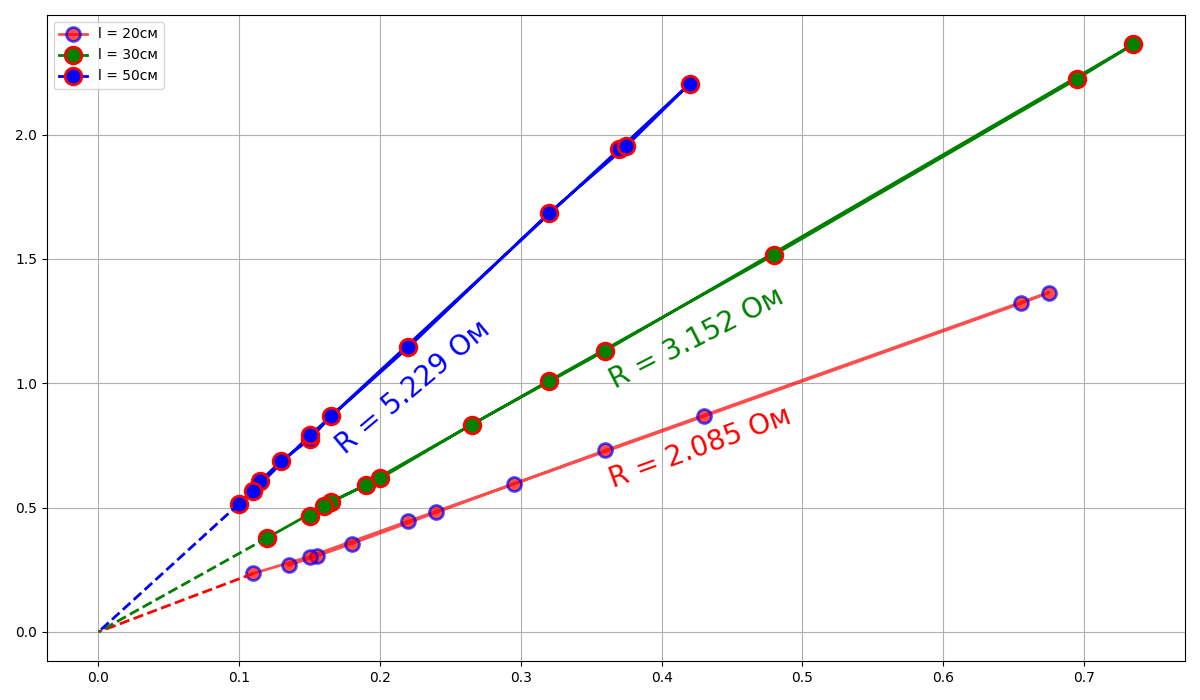 l = 20см
l = 30см
l = 50см
2.0
1.5
1.0
0.5
0.0
R = 5.229 Ом
R = 3.152 Ом
R = 2.085 Ом
0.0 0.1 0.2 0.3 0.4 0.5 0.6 0.7